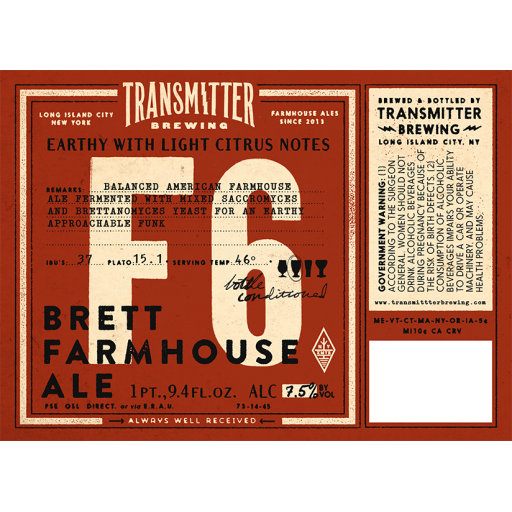 LONG ISLAND CITY
NEW YORK
TRANSMITTER
BREWING
FARMHOUSE ALES
SINCE 2013
EARTHY WITH LIGHT CITRUS NOTES
F6
REMARKS BALANCED AMERICAN FARMHOUSE
ALE FERMENTED WITH MIXED SACCROMYCES
AND BRETTANOMYCES YEAST FOR AN EARTHY
APPROACHABLE FUNK
IBU'S 37 PLATO 15.1 SERVING TEMP 46°
bottle
conditioned
BRETT
FARMHOUSE
ALE
1PT., 9.4FL.OZ. ALC 7.5% BY VOL
PSE QSL DIRECT. or via B.R.A.U. 73-14-45
ALWAYS WELL RECEIVED
BREWED & BOTTLED BY
TRANSMITTER
BREWING
LONG ISLAND CITY, NY
GOVERNMENT WARNING: (1)
ACCORDING TO THE SURGEON
GENERAL, WOMEN SHOULD NOT
DRINK ALCOHOLIC BEVERAGES
DURING PREGNANCY BECAUSE OF
THE RISK OF BIRTH DEFECTS. (2)
CONSUMPTION OF ALCOHOLIC
BEVERAGES IMPAIRS YOUR ABILITY
TO DRIVE A CAR OR OPERATE
MACHINERY, AND MAY CAUSE
HEALTH PROBLEMS.
www.transmittterbrewing.com
ME-VT-CT-MA-NY-OR-IA-5¢
MI10¢ CA CRV